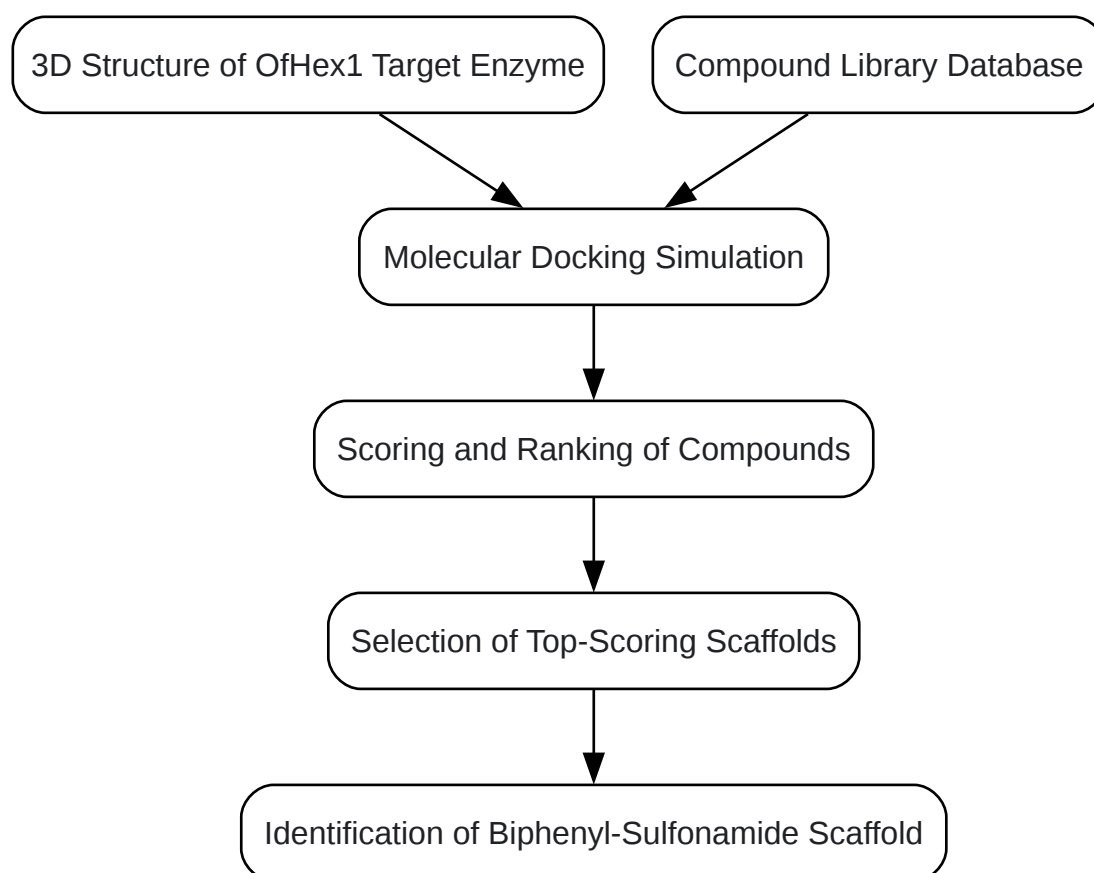 3D Structure of OfHex1 Target Enzyme
Compound Library Database
Molecular Docking Simulation
Scoring and Ranking of Compounds
Selection of Top-Scoring Scaffolds
Identification of Biphenyl-Sulfonamide Scaffold